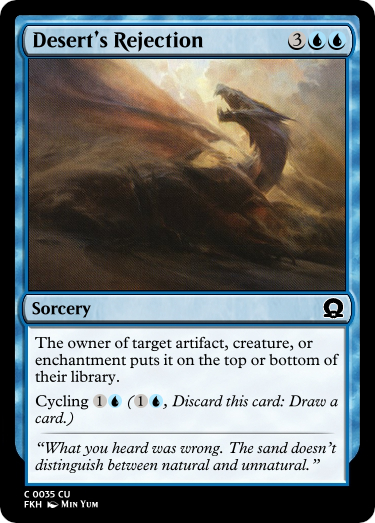 Desert's Rejection 3
Sorcery
The owner of target artifact, creature, or
enchantment puts it on the top or bottom of
their library.
Cycling 1 (1, Discard this card: Draw a
card.)
“What you heard was wrong. The sand doesn’t
distinguish between natural and unnatural.”
C 0035 CU
FKH Min Yum